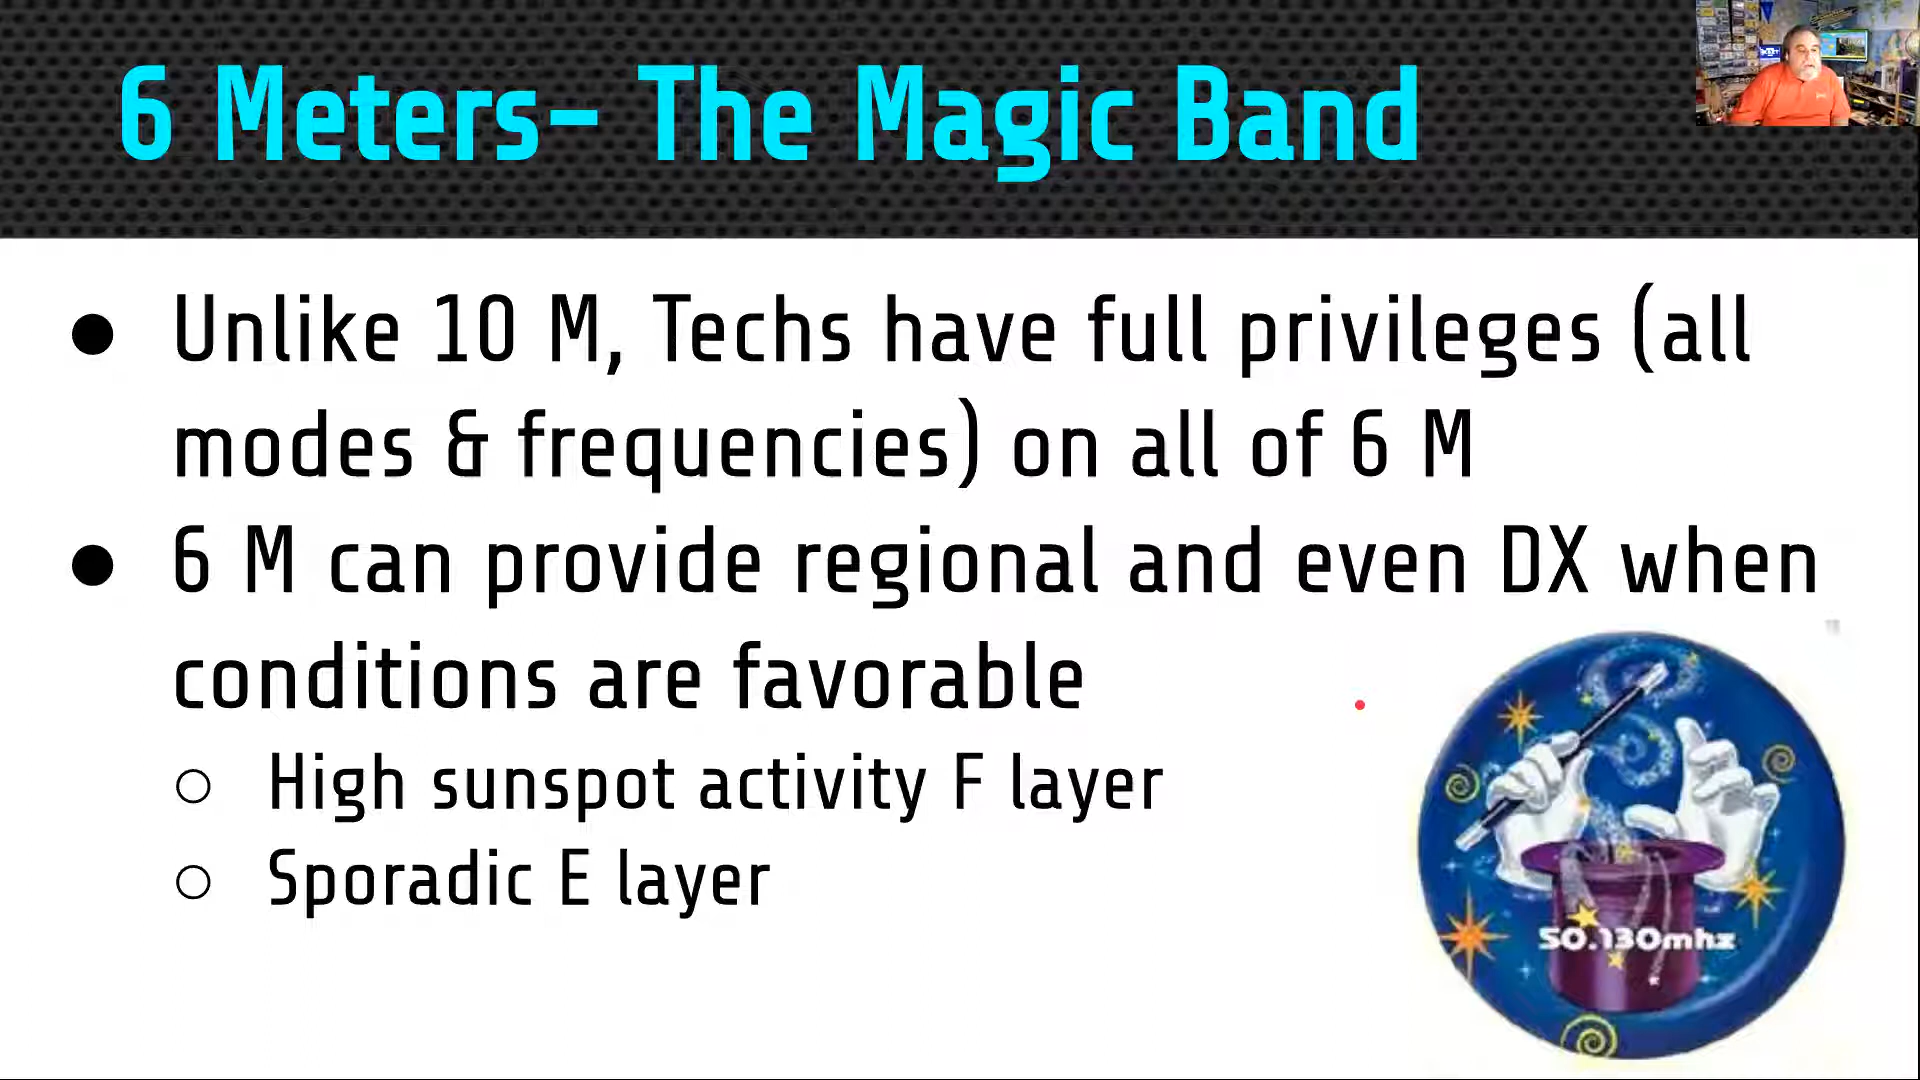 6 Meters– The Magic Band
● Unlike 10 M, Techs have full privileges (all
modes & frequencies) on all of 6 M
● 6 M can provide regional and even DX when
conditions are favorable
○ High sunspot activity F layer
○ Sporadic E layer
50.130mhz